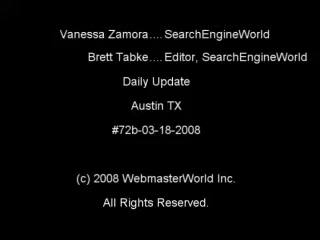 Vanessa Zamora.... SearchEngineWorld
Brett Tabke.... Editor, SearchEngineWorld
Daily Update
Austin TX
#72b-03-18-2008
(c) 2008 WebmasterWorld Inc.
All Rights Reserved.